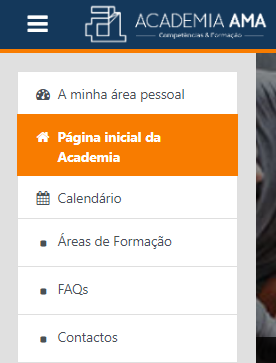 ACADEMIA AMA
Competências & Formação
A minha área pessoal
Página inicial da
Academia
Calendário
Áreas de Formação
FAQs
Contactos